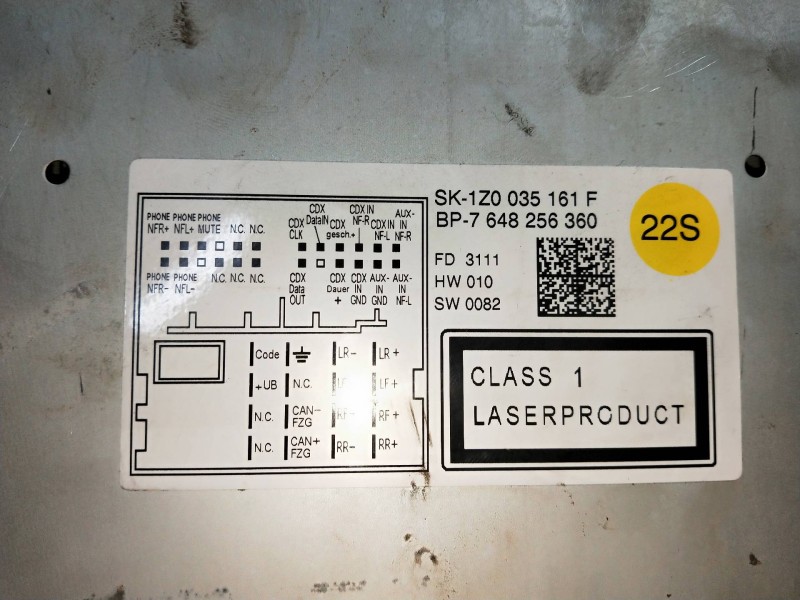 SK-1Z0 035 161 F
BP-7 648 256 360
22S
FD 3111
HW 010
SW 0082
CLASS 1
LASERPRODUCT
PHONE NFR+
PHONE NFL+
PHONE MUTE
N.C.
N.C.
PHONE NFR-
PHONE NFL-
N.C.
N.C.
N.C.
CDX CLK
CDX DataIN
CDX gesch.+
CDX IN NF-R
CDX IN NF-L
AUX-IN NF-R
CDX Data OUT
CDX Dauer +
CDX IN GND
AUX-IN GND
AUX-IN NF-L
Code
LR-
LR+
+UB
N.C.
LF-
LF+
N.C.
CAN- FZG
RF-
RF+
N.C.
CAN+ FZG
RR-
RR+